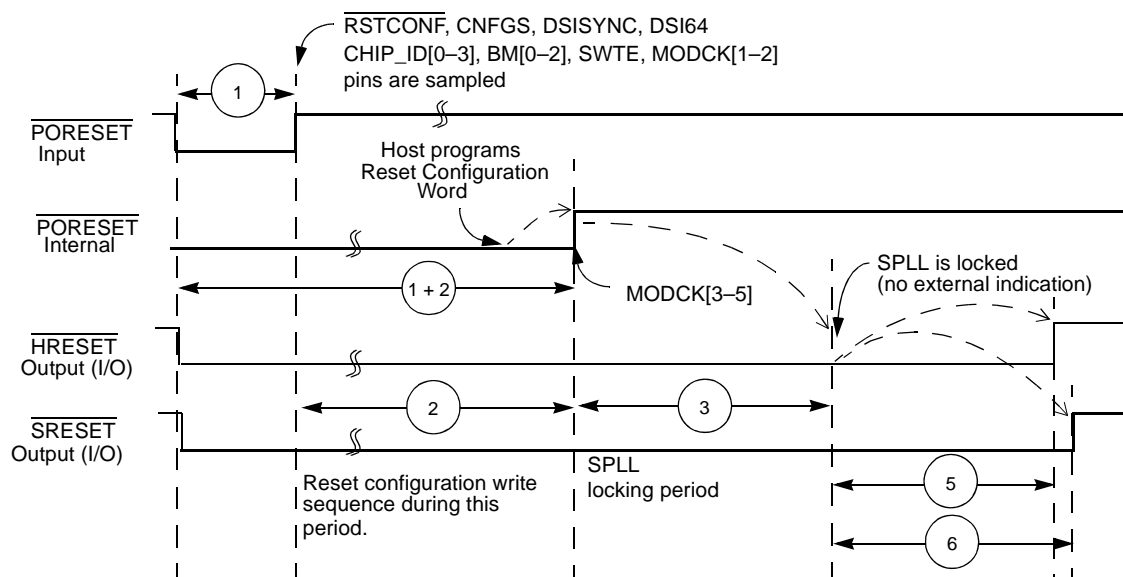 RSTCONF, CNFGS, DSISYNC, DSI64
CHIP_ID[0–3], BM[0–2], SWTE, MODCK[1–2]
pins are sampled
1
PORESET
Input
Host programs
Reset Configuration
Word
PORESET
Internal
SPLL is locked
(no external indication)
1 + 2
MODCK[3–5]
HRESET
Output (I/O)
2
3
SRESET
Output (I/O)
Reset configuration write
sequence during this
period.
SPLL
locking period
5
6